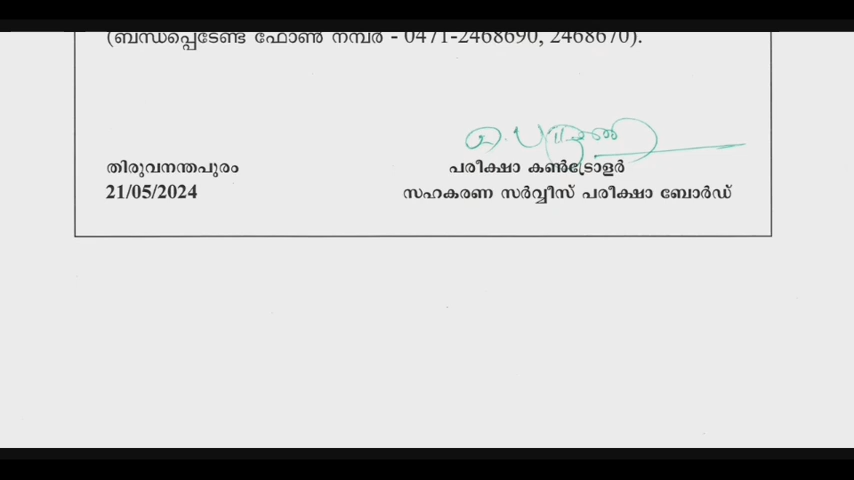 (ബന്ധപ്പെടേണ്ട ഫോൺ നമ്പർ - 0471-2468690, 2468670).
തിരുവനന്തപുരം
21/05/2024
പരീക്ഷാ കൺട്രോളർ
സഹകരണ സർവ്വീസ് പരീക്ഷാ ബോർഡ്